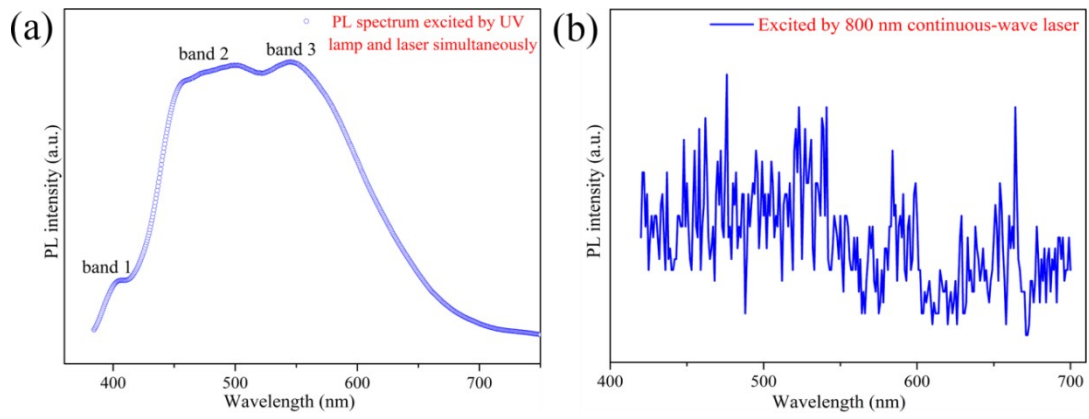 (a)
PL spectrum excited by UV
lamp and laser simultaneously
band 1
band 2
band 3
PL intensity (a.u.)
400
500
600
700
Wavelength (nm)
(b)
Excited by 800 nm continuous-wave laser
PL intensity (a.u.)
400
500
600
700
Wavelength (nm)